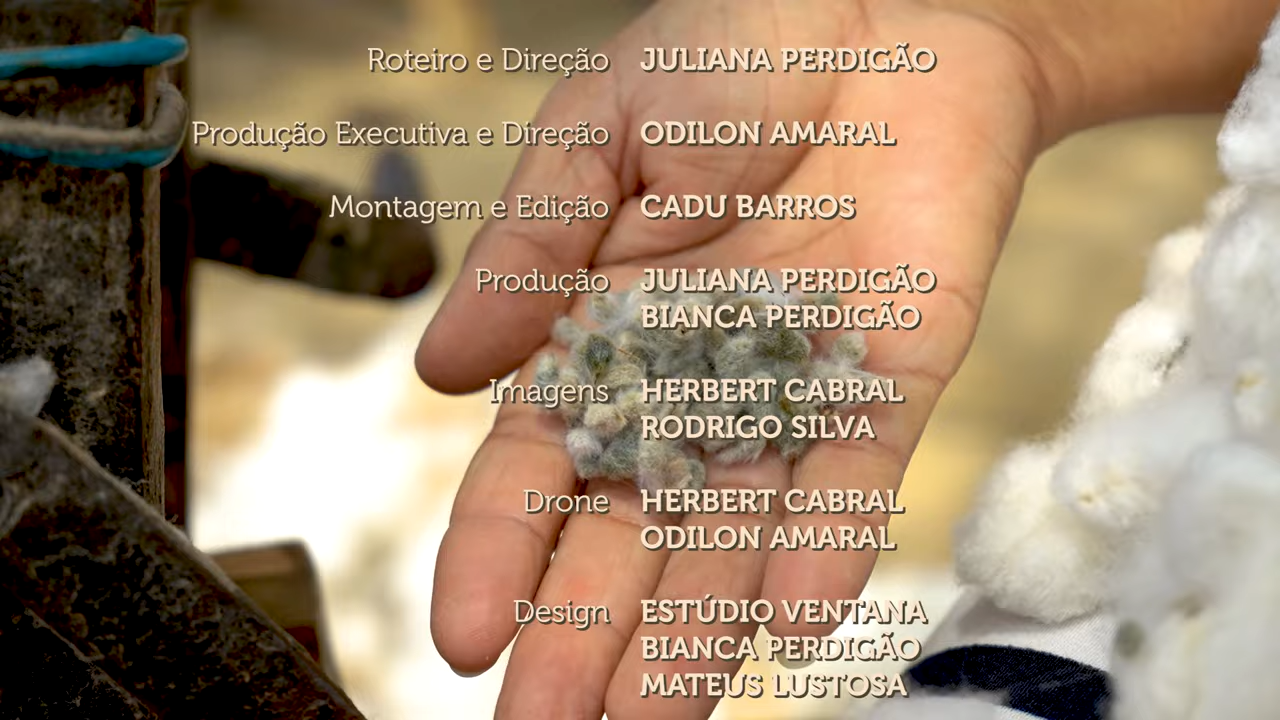 Roteiro e Direção JULIANA PERDIGÃO
Produção Executiva e Direção ODILON AMARAL
Montagem e Edição CADU BARROS
Produção JULIANA PERDIGÃO
BIANCA PERDIGÃO
Imagens HERBERT CABRAL
RODRIGO SILVA
Drone HERBERT CABRAL
ODILON AMARAL
Design ESTÚDIO VENTANA
BIANCA PERDIGÃO
MATEUS LUSTOSA